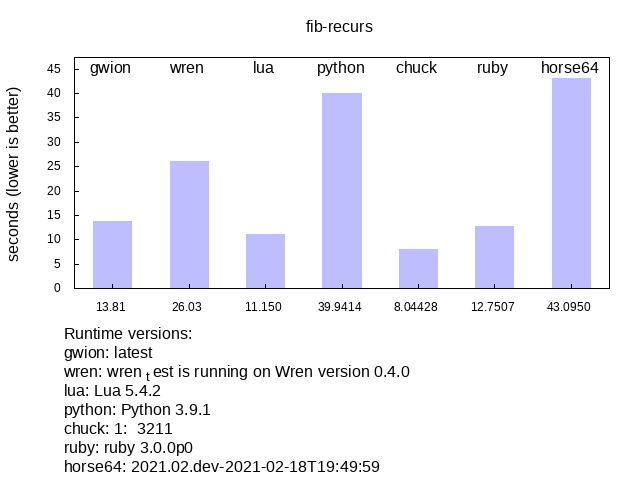 fib-recurs
seconds (lower is better)
45
40
35
30
25
20
15
10
5
0
gwion wren lua python chuck ruby horse64
13.81 26.03 11.150 39.9414 8.04428 12.7507 43.0950
Runtime versions:
gwion: latest
wren: wren test is running on Wren version 0.4.0
lua: Lua 5.4.2
python: Python 3.9.1
chuck: 1:  3211
ruby: ruby 3.0.0p0
horse64: 2021.02.dev-2021-02-18T19:49:59